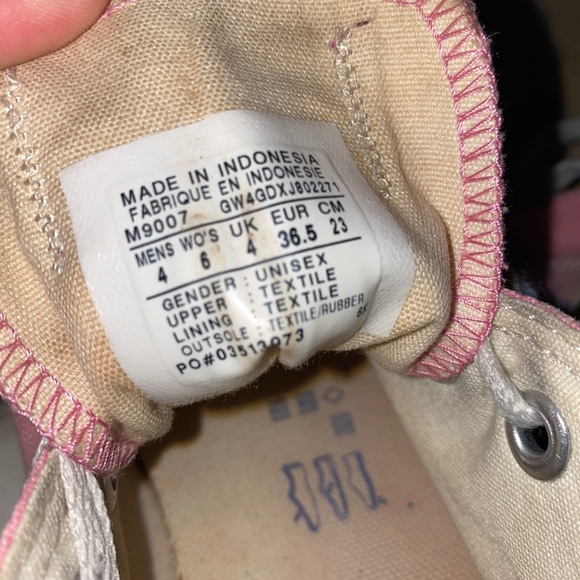 MADE IN INDONESIA
FABRIQUE EN INDONESIE
M9007 GW4GDXJ802271
MENS WO'S UK EUR CM
4 6 4 36.5 23
GENDER : UNISEX
UPPER : TEXTILE
LINING : TEXTILE
OUTSOLE : TEXTILE/RUBBER
PO#03513073